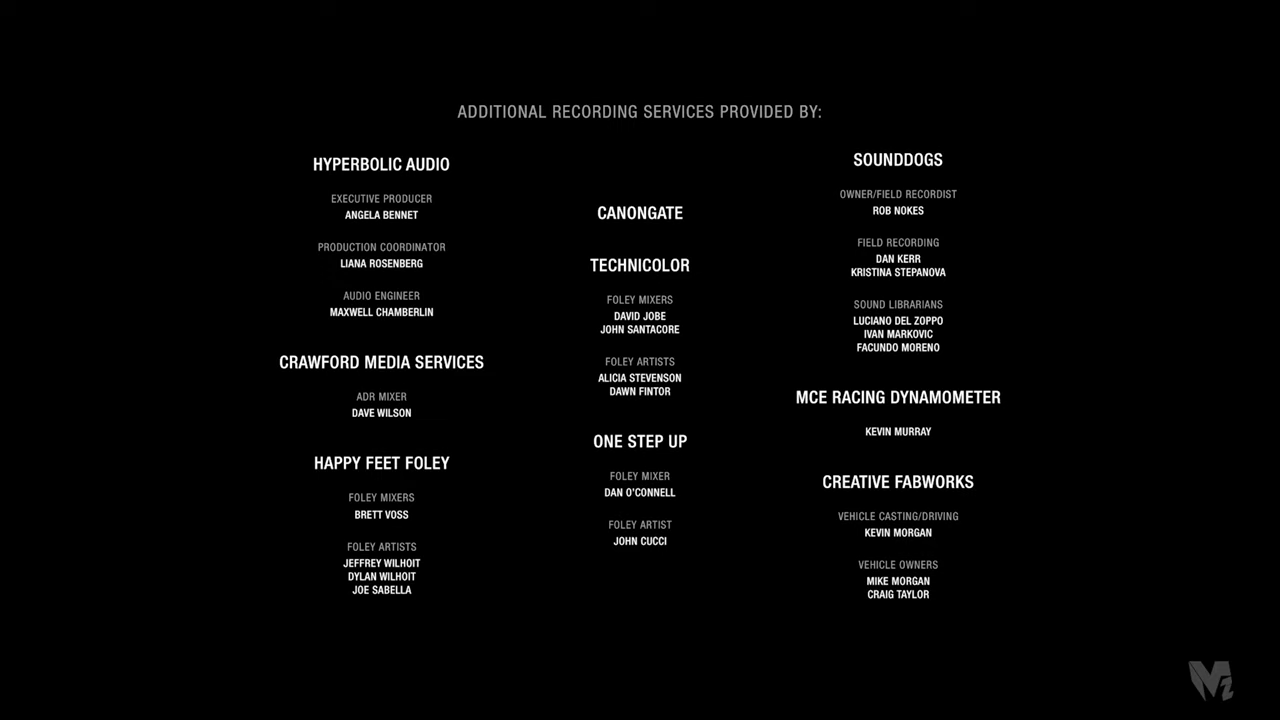 ADDITIONAL RECORDING SERVICES PROVIDED BY:
HYPERBOLIC AUDIO
EXECUTIVE PRODUCER
ANGELA BENNET
PRODUCTION COORDINATOR
LIANA ROSENBERG
AUDIO ENGINEER
MAXWELL CHAMBERLIN
CRAWFORD MEDIA SERVICES
ADR MIXER
DAVE WILSON
HAPPY FEET FOLEY
FOLEY MIXERS
BRETT VOSS
FOLEY ARTISTS
JEFFREY WILHOIT
DYLAN WILHOIT
JOE SABELLA
CANONGATE
TECHNICOLOR
FOLEY MIXERS
DAVID JOBE
JOHN SANTACORE
FOLEY ARTISTS
ALICIA STEVENSON
DAWN FINTOR
ONE STEP UP
FOLEY MIXER
DAN O'CONNELL
FOLEY ARTIST
JOHN CUCCI
SOUNDDOGS
OWNER/FIELD RECORDIST
ROB NOKES
FIELD RECORDING
DAN KERR
KRISTINA STEPANOVA
SOUND LIBRARIANS
LUCIANO DEL ZOPPO
IVAN MARKOVIC
FACUNDO MORENO
MCE RACING DYNAMOMETER
KEVIN MURRAY
CREATIVE FABWORKS
VEHICLE CASTING/DRIVING
KEVIN MORGAN
VEHICLE OWNERS
MIKE MORGAN
CRAIG TAYLOR